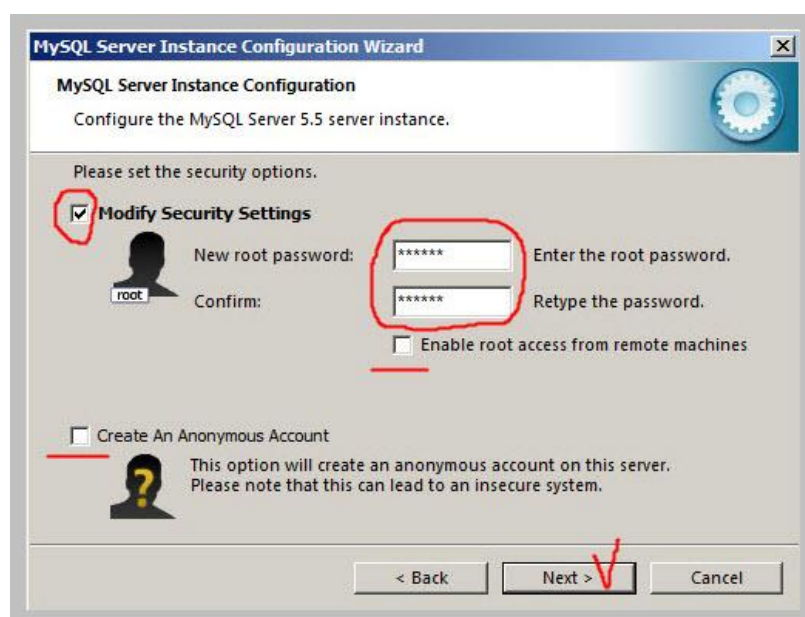 MySQL Server Instance Configuration Wizard
MySQL Server Instance Configuration
Configure the MySQL Server 5.5 server instance.
Please set the security options.
Modify Security Settings
New root password: ****** Enter the root password.
root
Confirm: ****** Retype the password.
Enable root access from remote machines
Create An Anonymous Account
This option will create an anonymous account on this server.
Please note that this can lead to an insecure system.
< Back Next > Cancel